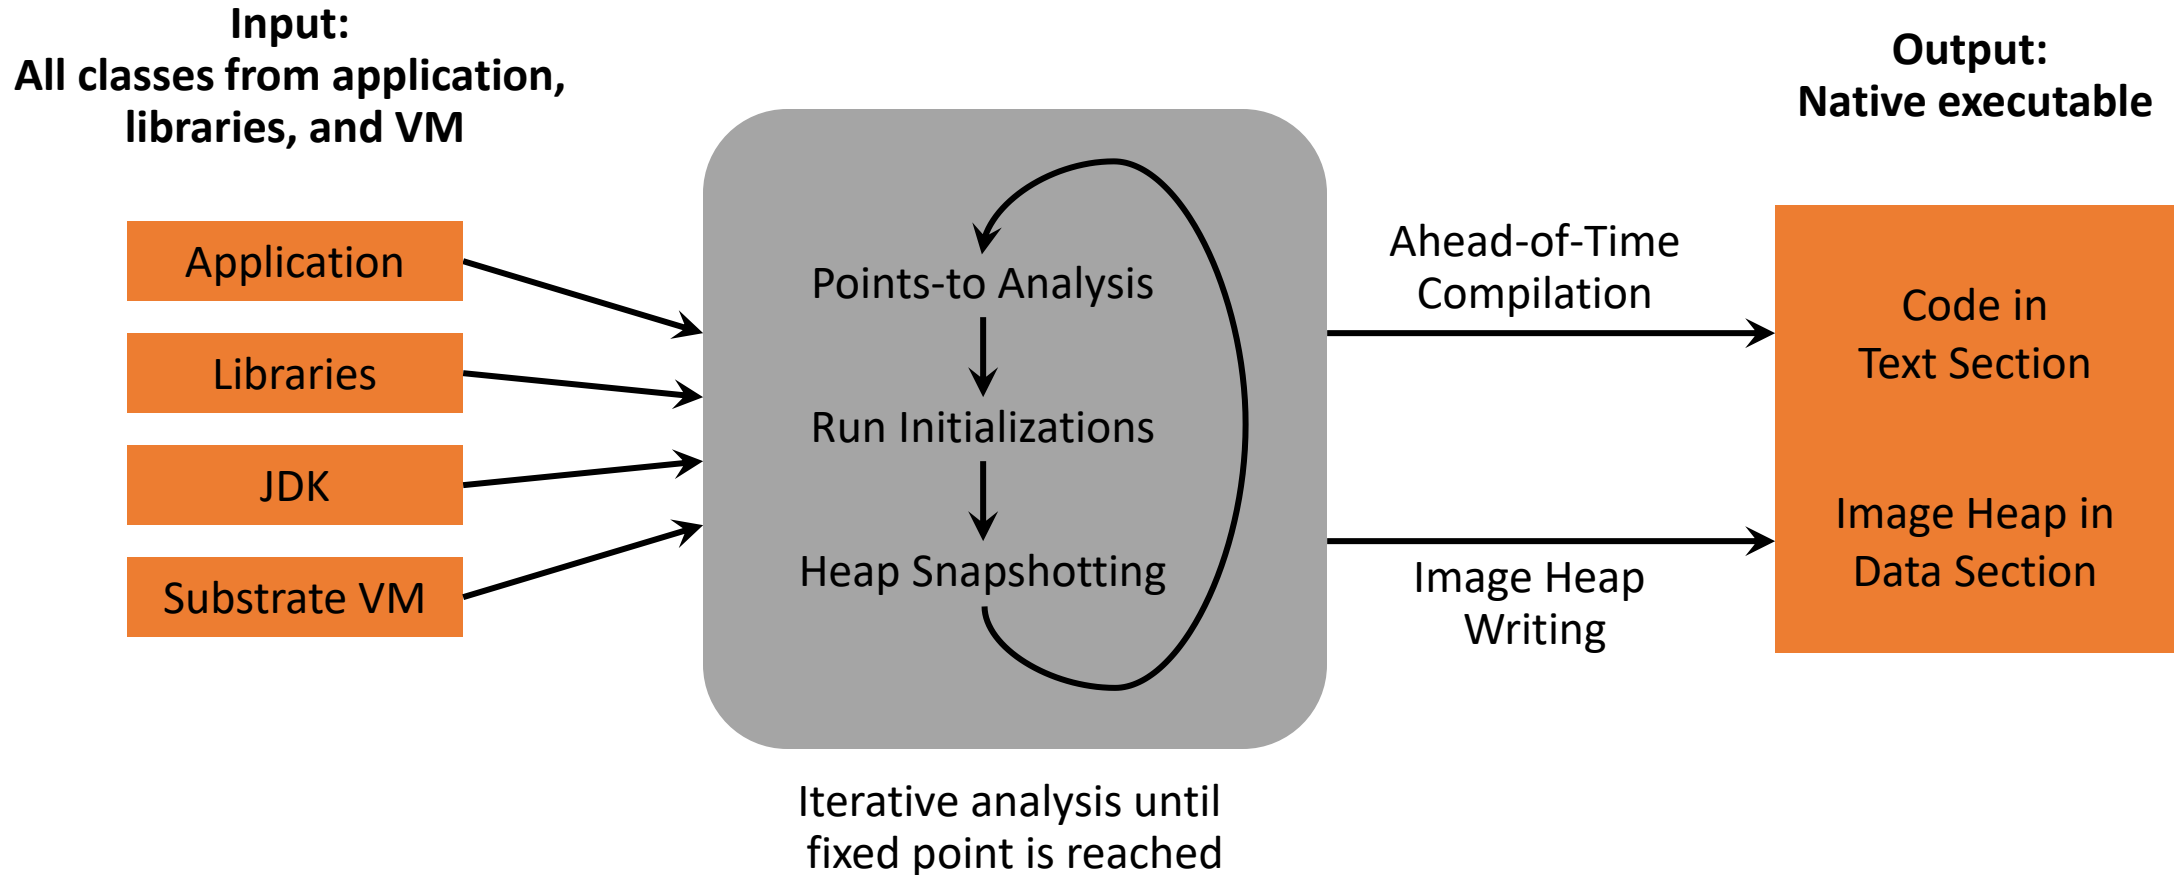 Input:
All classes from application,
libraries, and VM
Application
Libraries
JDK
Substrate VM
Points-to Analysis
Run Initializations
Heap Snapshotting
Iterative analysis until
fixed point is reached
Ahead-of-Time
Compilation
Image Heap
Writing
Output:
Native executable
Code in
Text Section
Image Heap in
Data Section